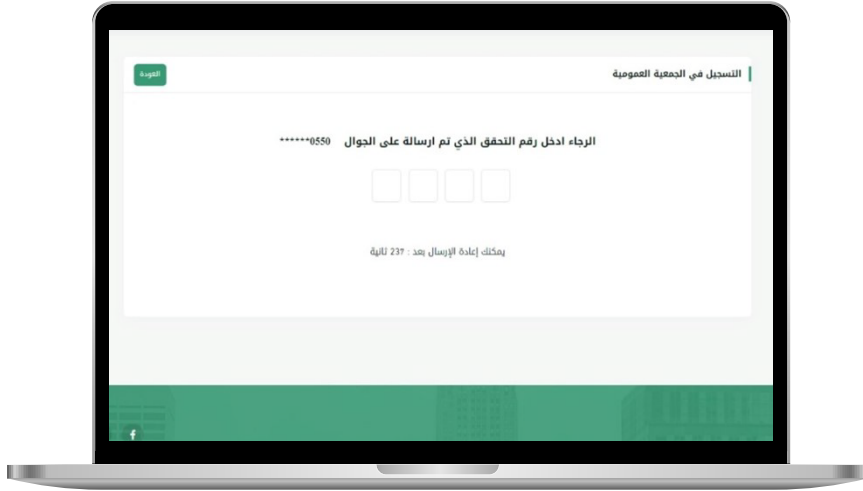 التسجيل في الجمعية العمومية
العودة
الرجاء ادخل رقم التحقق الذي تم ارسالة على الجوال 0550******
يمكنك إعادة الإرسال بعد : 237 ثانية
f